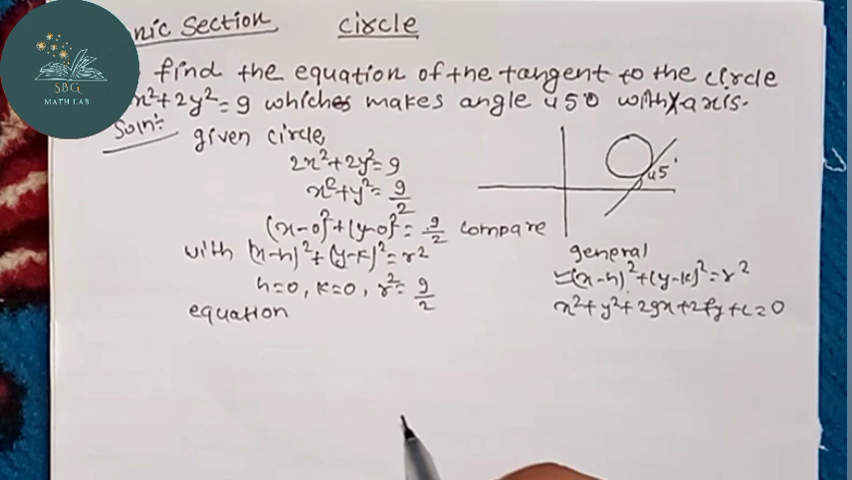 nic Section circle
SBG
MATH LAB
find the equation of the tangent to the circle
x²+2y²=9 which makes angle 450 with x axis.
Soln:- given circle,
2x²+2y²=9
x²+y²=9/2
(x-0)²+(y-0)²=9/2 compare
with (x-h)²+(y-k)²=r²
h=0, k=0, r²=9/2
equation
45°
general
=(x-h)²+(y-k)²=r²
x²+y²+2gx+2fy+c=0